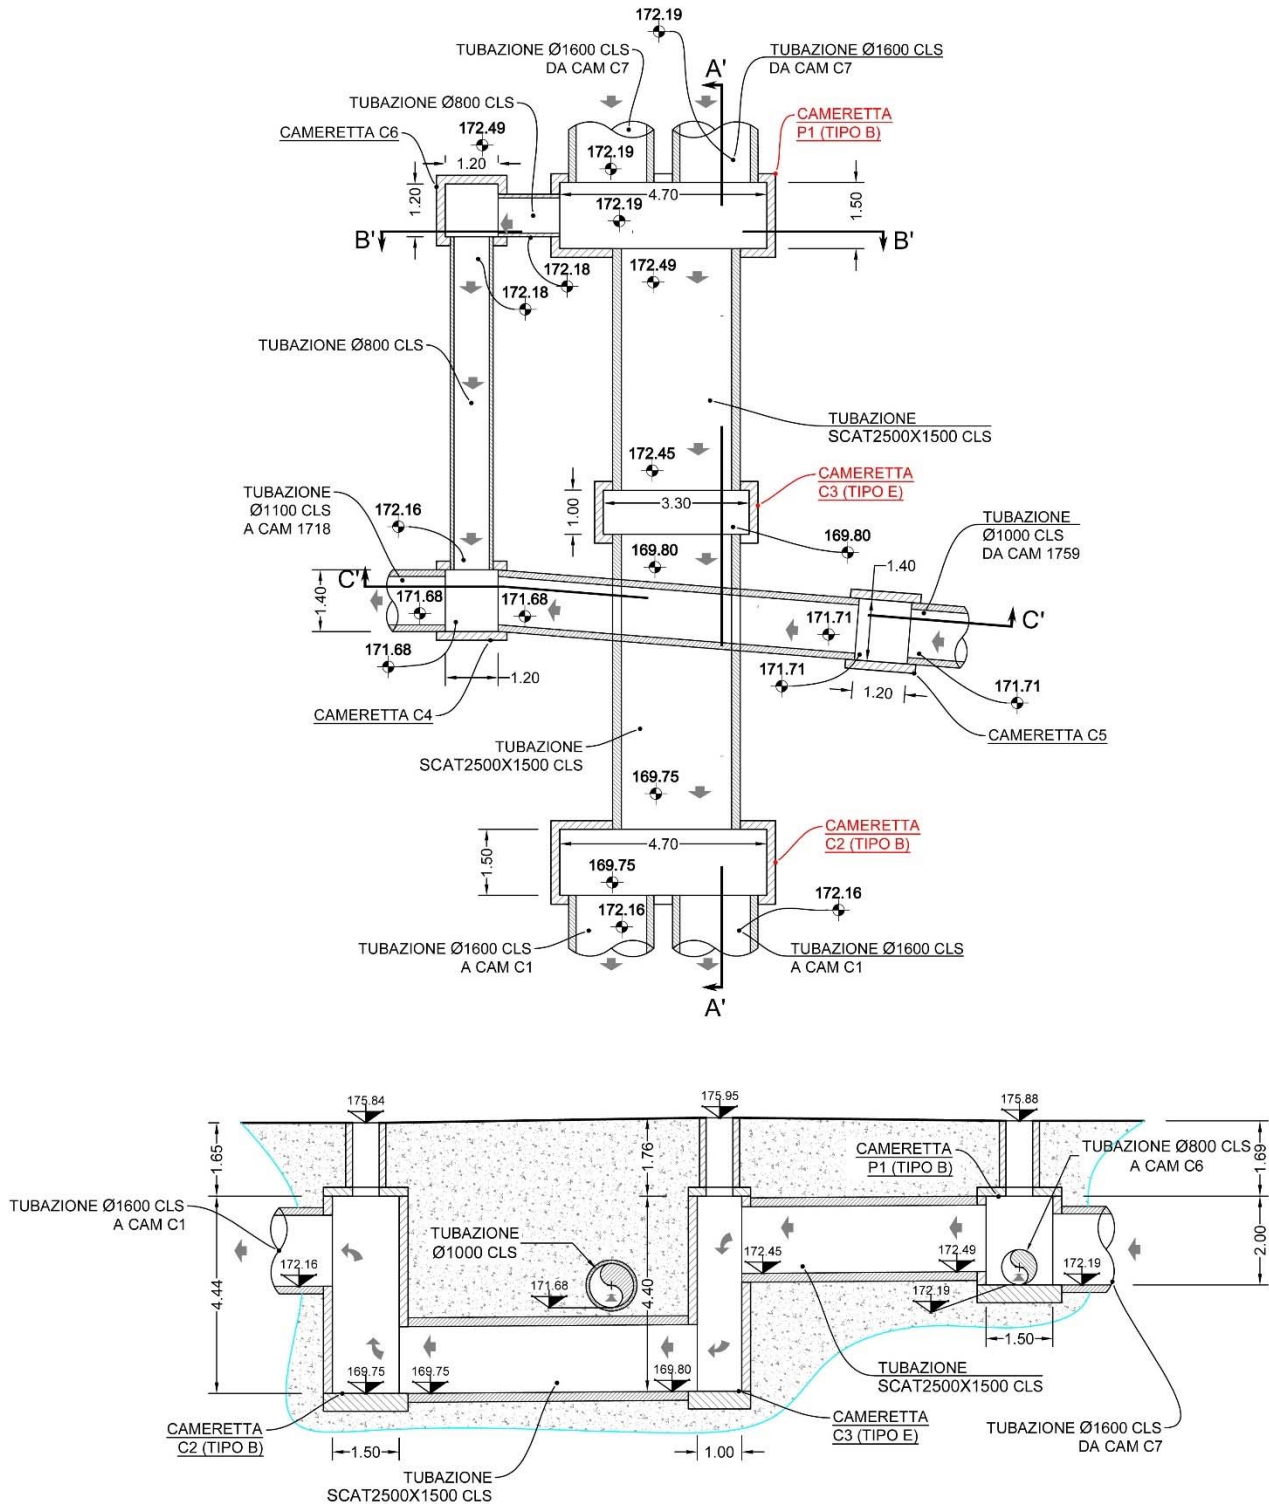 172.19
TUBAZIONE Ø1600 CLS
DA CAM C7
TUBAZIONE Ø1600 CLS
DA CAM C7
A'
TUBAZIONE Ø800 CLS
CAMERETTA
P1 (TIPO B)
CAMERETTA C6
172.49
1.20
172.19
4.70
1.20
172.19
1.50
B'
B'
172.18
172.49
172.18
TUBAZIONE Ø800 CLS
TUBAZIONE
SCAT2500X1500 CLS
172.45
CAMERETTA
C3 (TIPO E)
TUBAZIONE
Ø1100 CLS
A CAM 1718
172.16
1.00
3.30
TUBAZIONE
Ø1000 CLS
DA CAM 1759
169.80
169.80
1.40
C'
1.40
171.68
171.68
171.71
C'
171.68
171.71
171.71
1.20
1.20
CAMERETTA C4
CAMERETTA C5
TUBAZIONE
SCAT2500X1500 CLS
169.75
CAMERETTA
C2 (TIPO B)
4.70
1.50
169.75
172.16
172.16
TUBAZIONE Ø1600 CLS
A CAM C1
TUBAZIONE Ø1600 CLS
A CAM C1
A'
175.84
175.95
175.88
1.65
1.76
CAMERETTA
P1 (TIPO B)
TUBAZIONE Ø800 CLS
A CAM C6
1.69
TUBAZIONE Ø1600 CLS
A CAM C1
TUBAZIONE
Ø1000 CLS
172.16
4.44
171.68
4.40
172.45
172.49
172.19
172.19
2.00
1.50
169.75
169.75
169.80
TUBAZIONE
SCAT2500X1500 CLS
CAMERETTA
C2 (TIPO B)
1.50
1.00
CAMERETTA
C3 (TIPO E)
TUBAZIONE Ø1600 CLS
DA CAM C7
TUBAZIONE
SCAT2500X1500 CLS